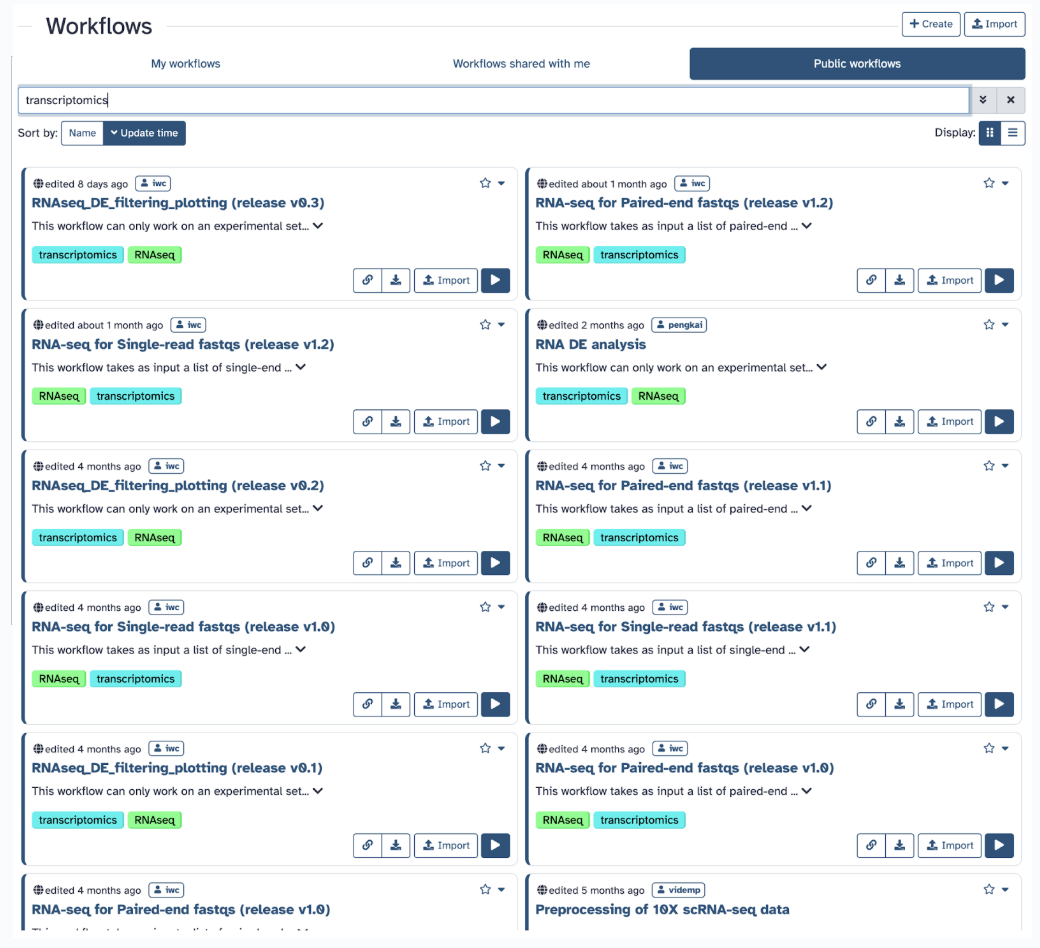 Workflows
Create
Import
My workflows
Workflows shared with me
Public workflows
transcriptomics
Sort by: Name Update time
Display:
edited 8 days ago iwc
RNAseq_DE_filtering_plotting (release v0.3)
This workflow can only work on an experimental set...
transcriptomics RNAseq
Import
edited about 1 month ago iwc
RNA-seq for Paired-end fastqs (release v1.2)
This workflow takes as input a list of paired-end ...
RNAseq transcriptomics
Import
edited about 1 month ago iwc
RNA-seq for Single-read fastqs (release v1.2)
This workflow takes as input a list of single-end ...
RNAseq transcriptomics
Import
edited 2 months ago pengkai
RNA DE analysis
This workflow can only work on an experimental set...
transcriptomics RNAseq
Import
edited 4 months ago iwc
RNAseq_DE_filtering_plotting (release v0.2)
This workflow can only work on an experimental set...
transcriptomics RNAseq
Import
edited 4 months ago iwc
RNA-seq for Paired-end fastqs (release v1.1)
This workflow takes as input a list of paired-end ...
RNAseq transcriptomics
Import
edited 4 months ago iwc
RNA-seq for Single-read fastqs (release v1.0)
This workflow takes as input a list of single-end ...
RNAseq transcriptomics
Import
edited 4 months ago iwc
RNA-seq for Single-read fastqs (release v1.1)
This workflow takes as input a list of single-end ...
RNAseq transcriptomics
Import
edited 4 months ago iwc
RNAseq_DE_filtering_plotting (release v0.1)
This workflow can only work on an experimental set...
transcriptomics RNAseq
Import
edited 4 months ago iwc
RNA-seq for Paired-end fastqs (release v1.0)
This workflow takes as input a list of paired-end ...
RNAseq transcriptomics
Import
edited 4 months ago iwc
RNA-seq for Paired-end fastqs (release v1.0)
edited 5 months ago videmp
Preprocessing of 10X scRNA-seq data